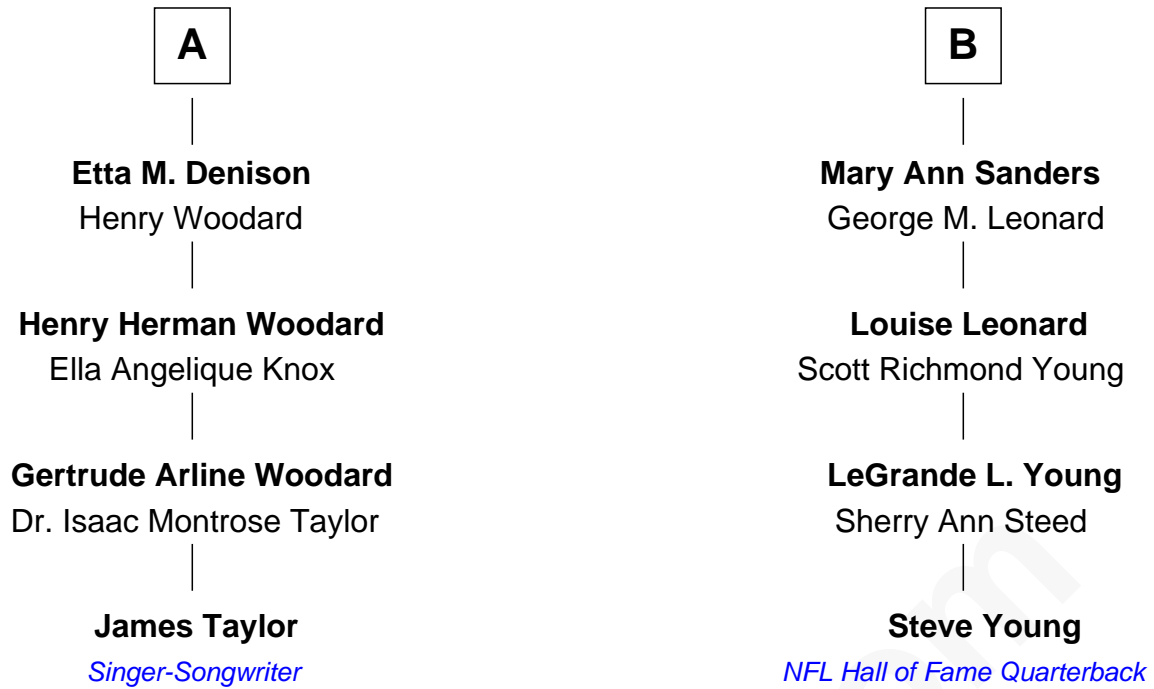 A
Etta M. Denison
Henry Woodard
Henry Herman Woodard
Ella Angelique Knox
Gertrude Arline Woodard
Dr. Isaac Montrose Taylor
James Taylor
Singer-Songwriter
B
Mary Ann Sanders
George M. Leonard
Louise Leonard
Scott Richmond Young
LeGrande L. Young
Sherry Ann Steed
Steve Young
NFL Hall of Fame Quarterback